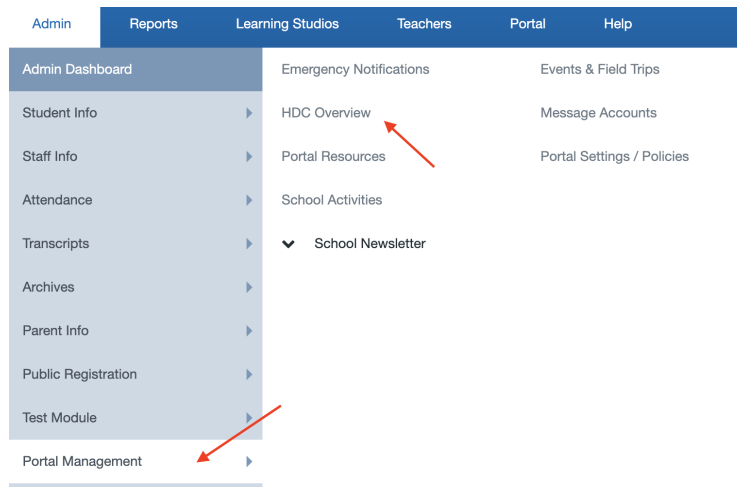 Admin Reports Learning Studios Teachers Portal Help
Admin Dashboard
Student Info
Staff Info
Attendance
Transcripts
Archives
Parent Info
Public Registration
Test Module
Portal Management
Emergency Notifications
HDC Overview
Portal Resources
School Activities
School Newsletter
Events & Field Trips
Message Accounts
Portal Settings / Policies